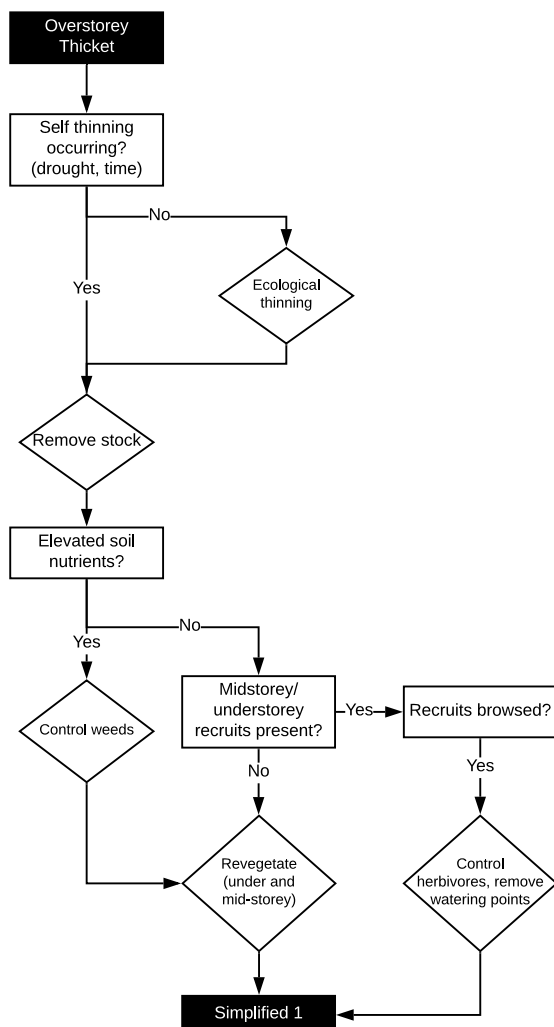 Overstorey
Thicket
Self thinning
occurring?
(drought, time)
No
Yes
Ecological
thinning
Remove stock
Elevated soil
nutrients?
No
Yes
Control weeds
Midstorey/
understorey
recruits present?
Yes
Recruits browsed?
No
Yes
Revegetate
(under and
mid-storey)
Control
herbivores, remove
watering points
Simplified 1